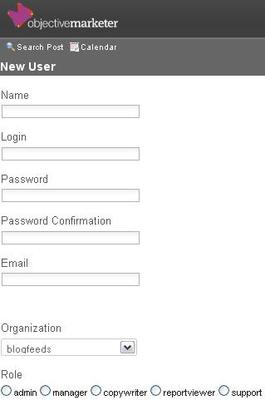 objectivemarketer
Search Post Calendar
New User
Name
Login
Password
Password Confirmation
Email
Organization
blogfeeds
Role
admin manager copywriter reportviewer support